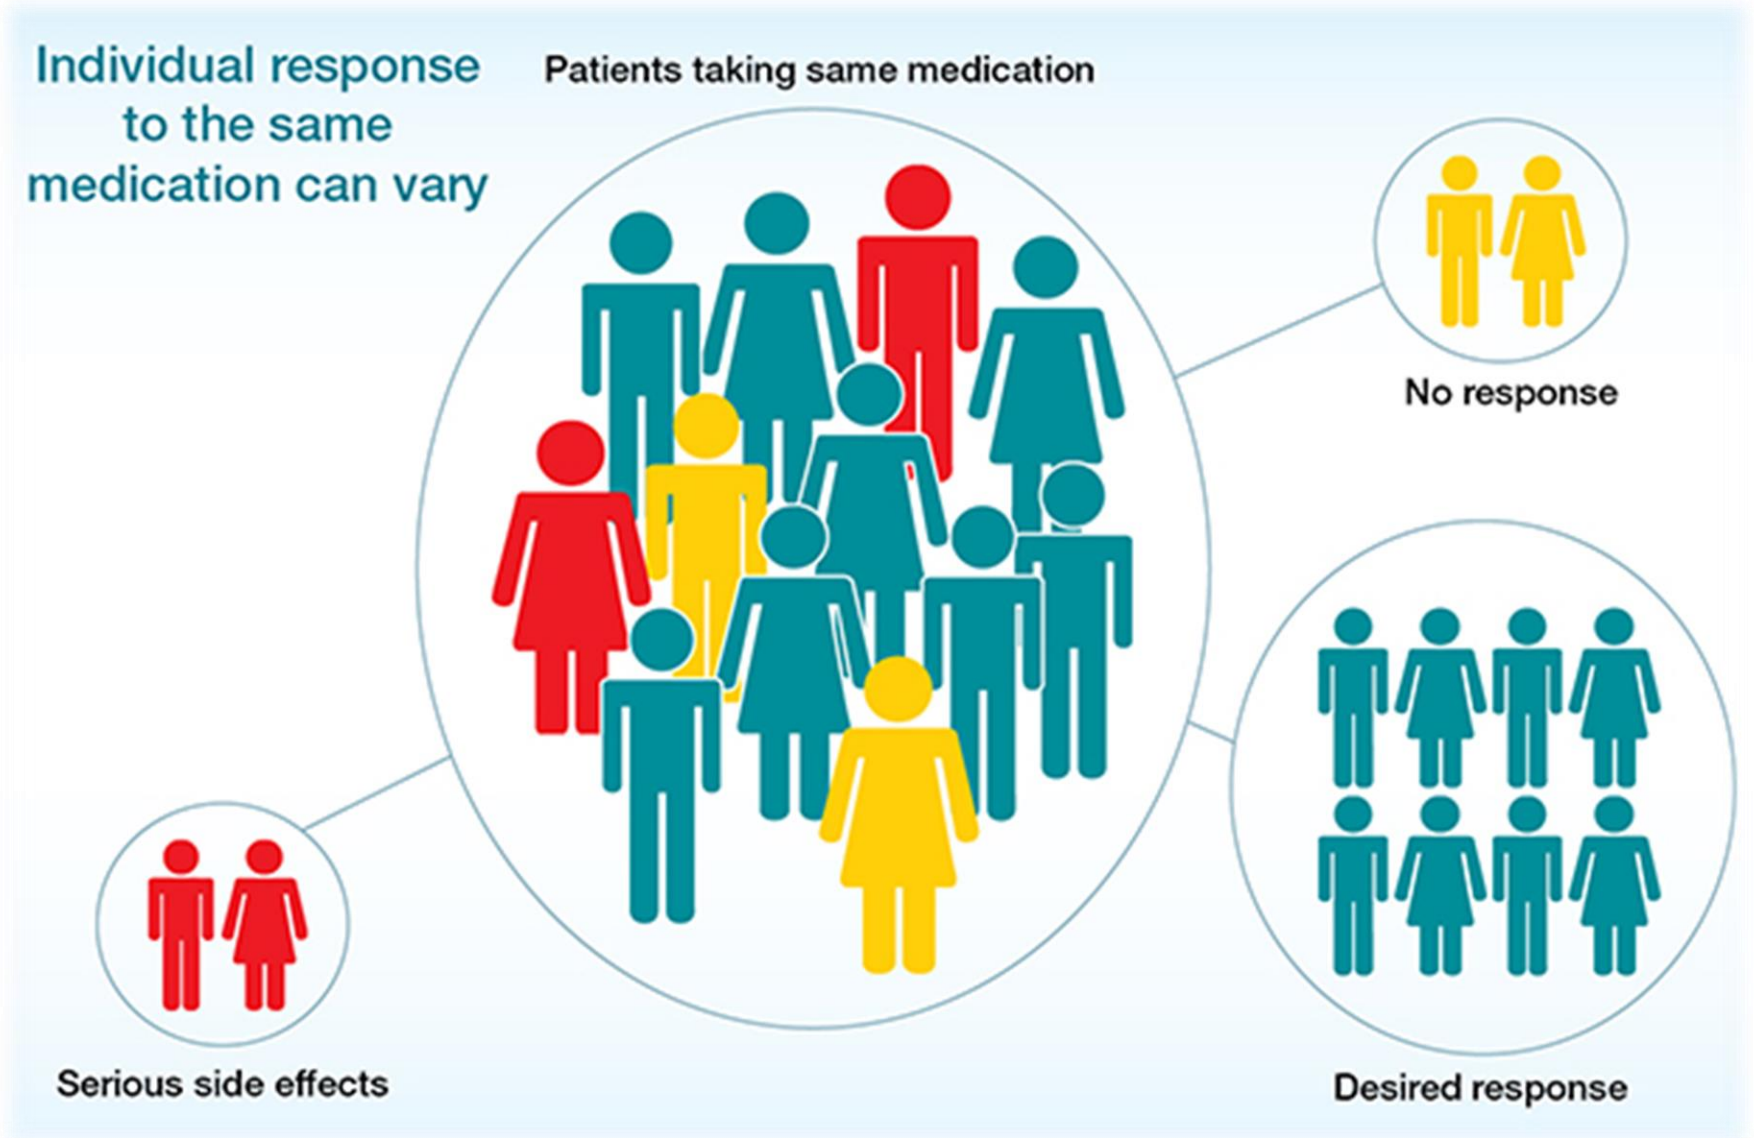 Individual response
to the same
medication can vary
Patients taking same medication
No response
Serious side effects
Desired response